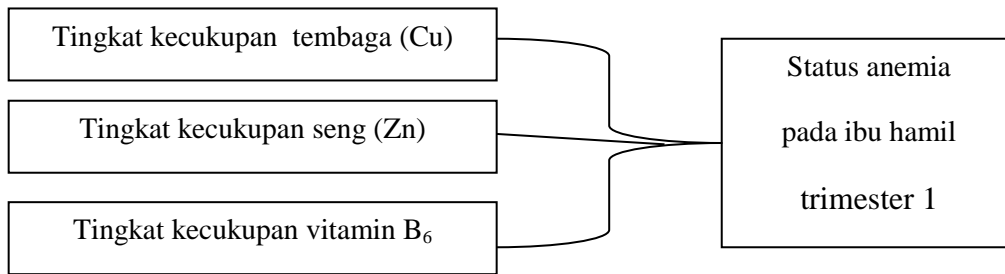 Tingkat kecukupan tembaga (Cu)
Tingkat kecukupan seng (Zn)
Tingkat kecukupan vitamin B₆
Status anemia
pada ibu hamil
trimester 1